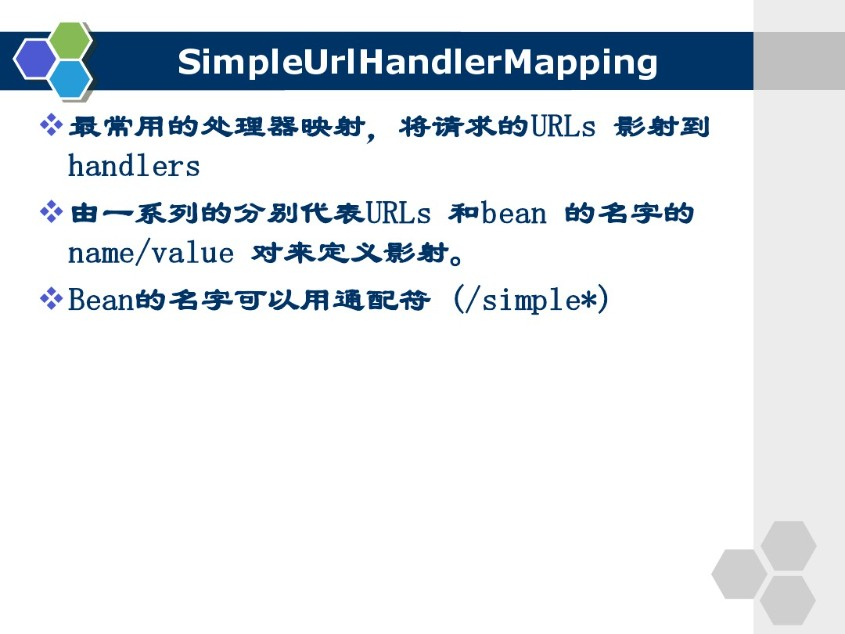 SimpleUrlHandlerMapping
最常用的处理器映射，将请求的URLs 影射到
handlers
由一系列的分别代表URLs 和bean 的名字的
name/value 对来定义影射。
Bean的名字可以用通配符 (/simple*)